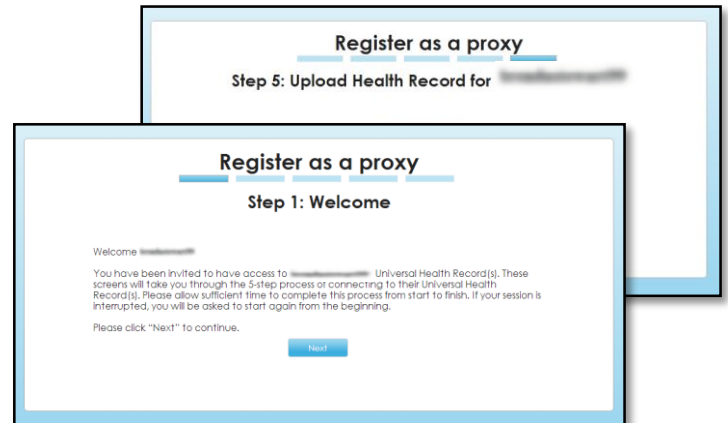 Register as a proxy
Step 5: Upload Health Record for
Register as a proxy
Step 1: Welcome
Welcome
You have been invited to have access to Universal Health Record(s). These
screens will take you through the 5-step process of connecting to their Universal Health
Record(s). Please allow sufficient time to complete this process from start to finish. If your session is
interrupted, you will be asked to start again from the beginning.
Please click "Next" to continue.
Next